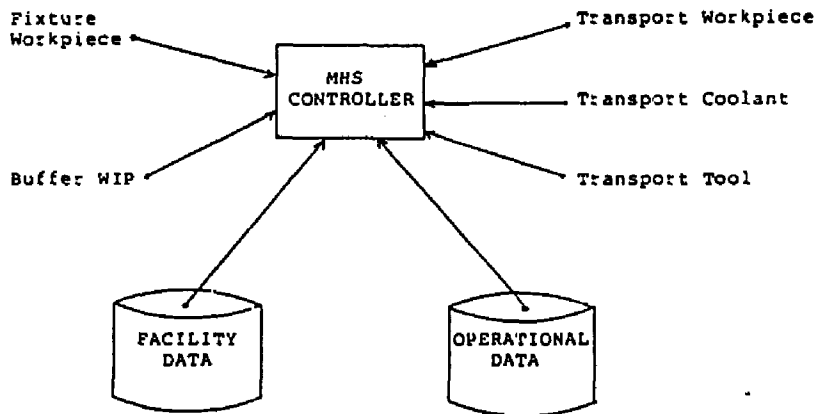 Fixture
Workpiece
Transport Workpiece
MHS
CONTROLLER
Transport Coolant
Buffer WIP
Transport Tool
FACILITY
DATA
OPERATIONAL
DATA